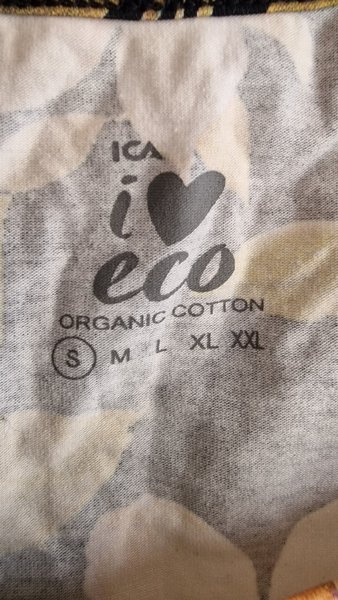 ICA
i ♥
eco
ORGANIC COTTON
S M L XL XXL